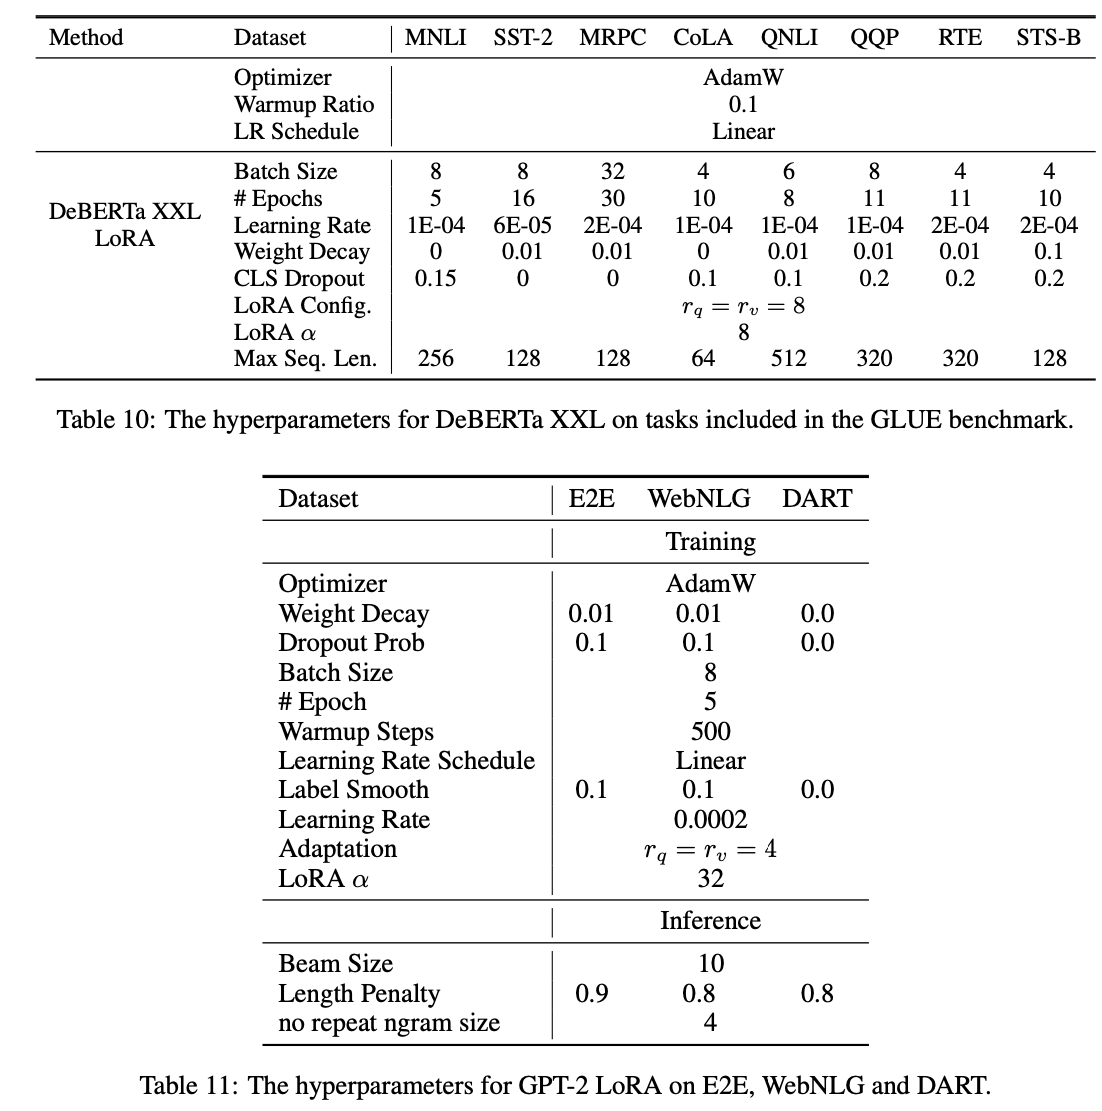 Method Dataset MNLI SST-2 MRPC CoLA QNLI QQP RTE STS-B
Optimizer AdamW
Warmup Ratio 0.1
LR Schedule Linear
Batch Size 8 8 32 4 6 8 4 4
# Epochs 5 16 30 10 8 11 11 10
DeBERTa XXL
LoRA
Learning Rate 1E-04 6E-05 2E-04 1E-04 1E-04 1E-04 2E-04 2E-04
Weight Decay 0 0.01 0.01 0 0.01 0.01 0.01 0.1
CLS Dropout 0.15 0 0 0.1 0.1 0.2 0.2 0.2
LoRA Config. r_q = r_v = 8
LoRA α 8
Max Seq. Len. 256 128 128 64 512 320 320 128
Table 10: The hyperparameters for DeBERTa XXL on tasks included in the GLUE benchmark.
Dataset E2E WebNLG DART
Training
Optimizer AdamW
Weight Decay 0.01 0.01 0.0
Dropout Prob 0.1 0.1 0.0
Batch Size 8
# Epoch 5
Warmup Steps 500
Learning Rate Schedule Linear
Label Smooth 0.1 0.1 0.0
Learning Rate 0.0002
Adaptation r_q = r_v = 4
LoRA α 32
Inference
Beam Size 10
Length Penalty 0.9 0.8 0.8
no repeat ngram size 4
Table 11: The hyperparameters for GPT-2 LoRA on E2E, WebNLG and DART.